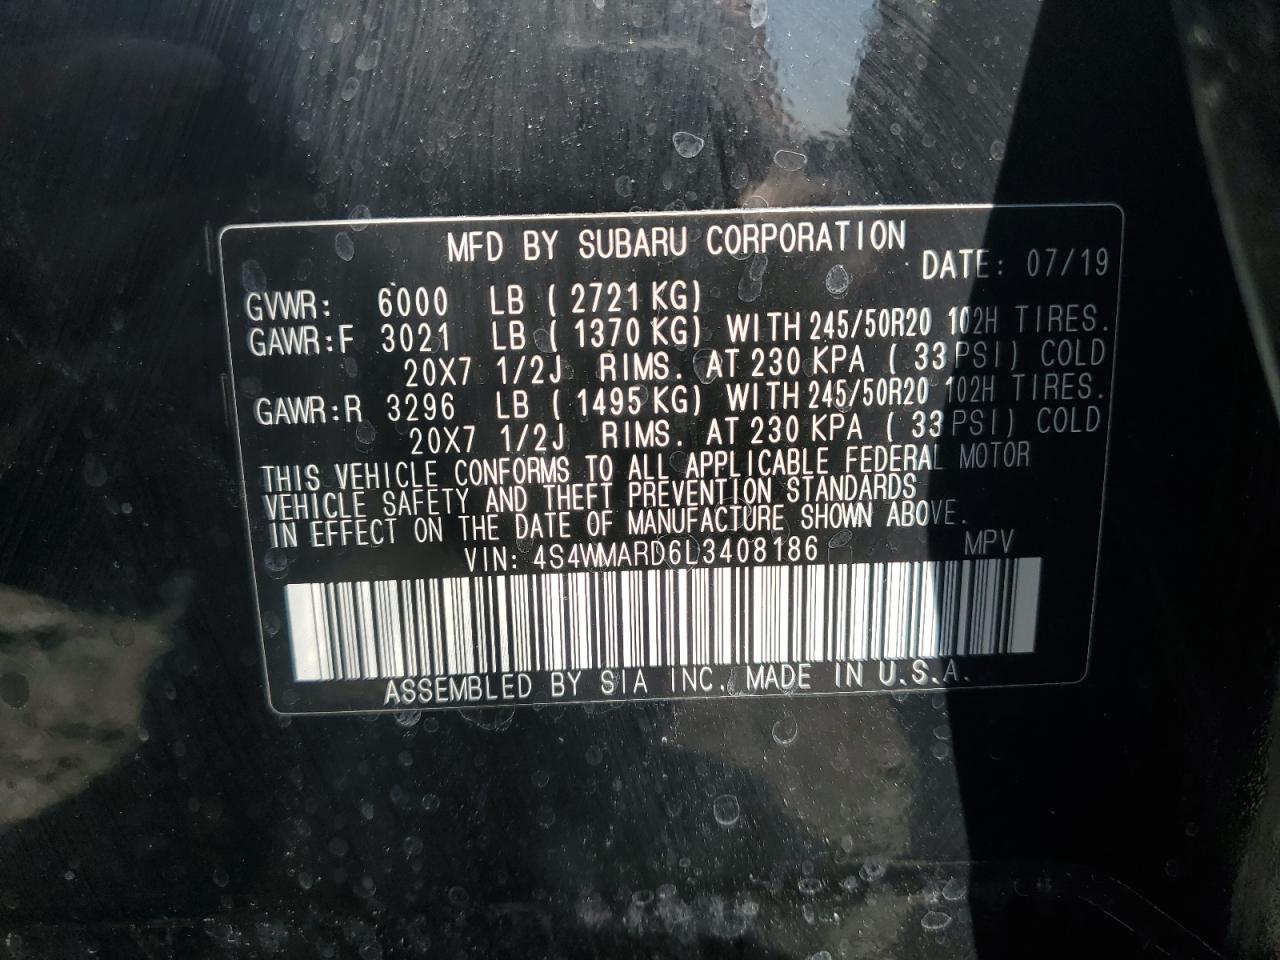 MFD BY SUBARU CORPORATION
DATE: 07/19
GVWR: 6000 LB ( 2721 KG)
GAWR:F 3021 LB ( 1370 KG) WITH 245/50R20 102H TIRES.
20X7 1/2J RIMS. AT 230 KPA ( 33 PSI) COLD
GAWR:R 3296 LB ( 1495 KG) WITH 245/50R20 102H TIRES.
20X7 1/2J RIMS. AT 230 KPA ( 33 PSI) COLD
THIS VEHICLE CONFORMS TO ALL APPLICABLE FEDERAL MOTOR
VEHICLE SAFETY AND THEFT PREVENTION STANDARDS
IN EFFECT ON THE DATE OF MANUFACTURE SHOWN ABOVE.
VIN: 4S4WMARD6L3408186 MPV
ASSEMBLED BY SIA INC. MADE IN U.S.A.